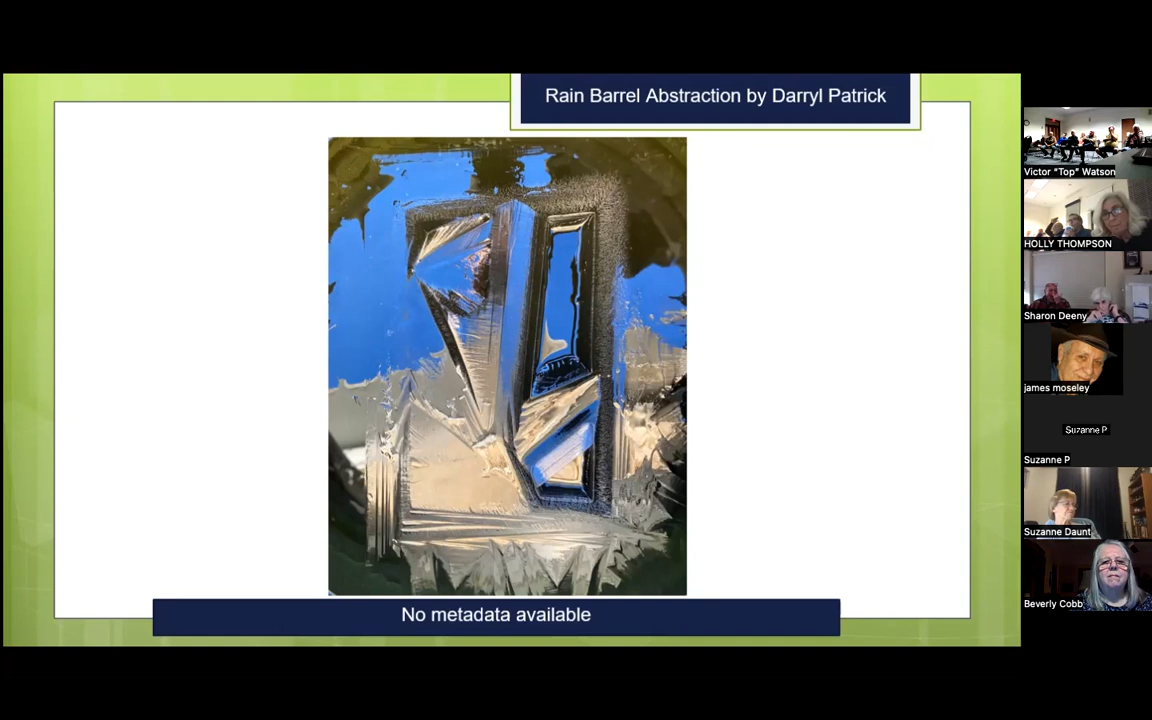 Rain Barrel Abstraction by Darryl Patrick
No metadata available
Victor “Top” Watson
HOLLY THOMPSON
Sharon Deeny
james moseley
Suzanne P
Suzanne P
Suzanne Daunt
Beverly Cobb